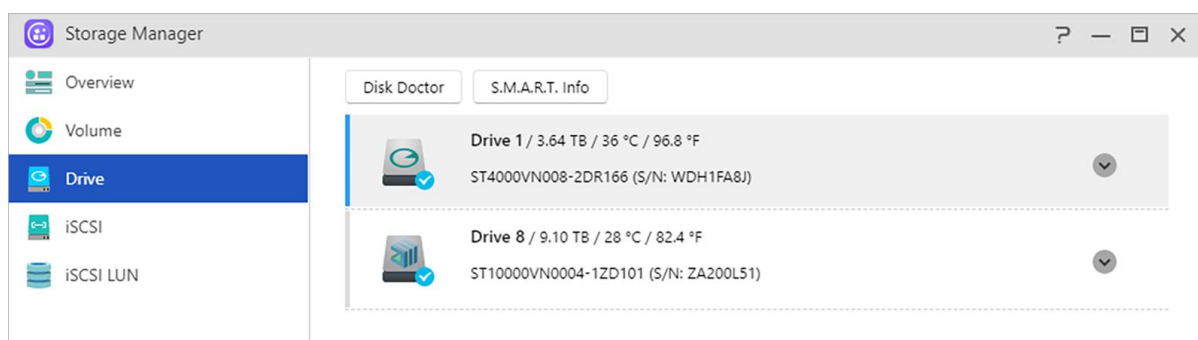 Storage Manager
Overview
Volume
Drive
iSCSI
iSCSI LUN
Disk Doctor
S.M.A.R.T. Info
Drive 1 / 3.64 TB / 36 °C / 96.8 °F
ST4000VN008-2DR166 (S/N: WDH1FA8J)
Drive 8 / 9.10 TB / 28 °C / 82.4 °F
ST10000VN0004-1ZD101 (S/N: ZA200L51)